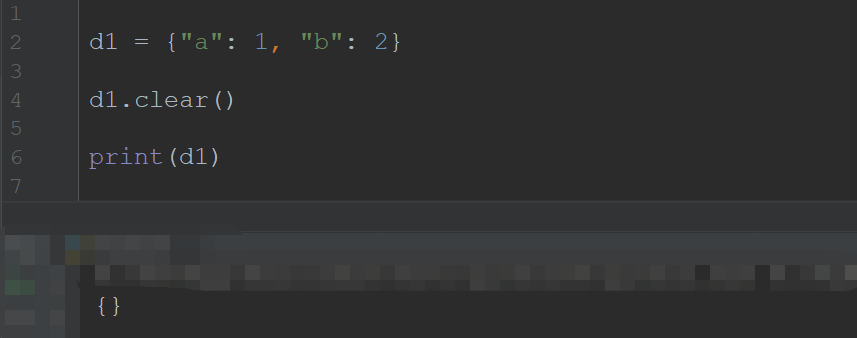 1
2 d1 = {"a": 1, "b": 2}
3
4 d1.clear()
5
6 print(d1)
7
{}